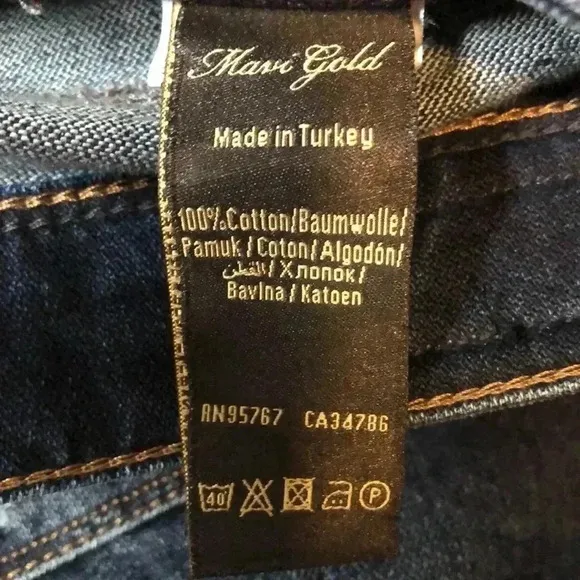 Mavi Gold
Made in Turkey
100%Cotton/Baumwolle/
Pamuk / Coton / Algodón/
القطن / Хлопок /
Bavlna / Katoen
RN95767 CA34786
40 P